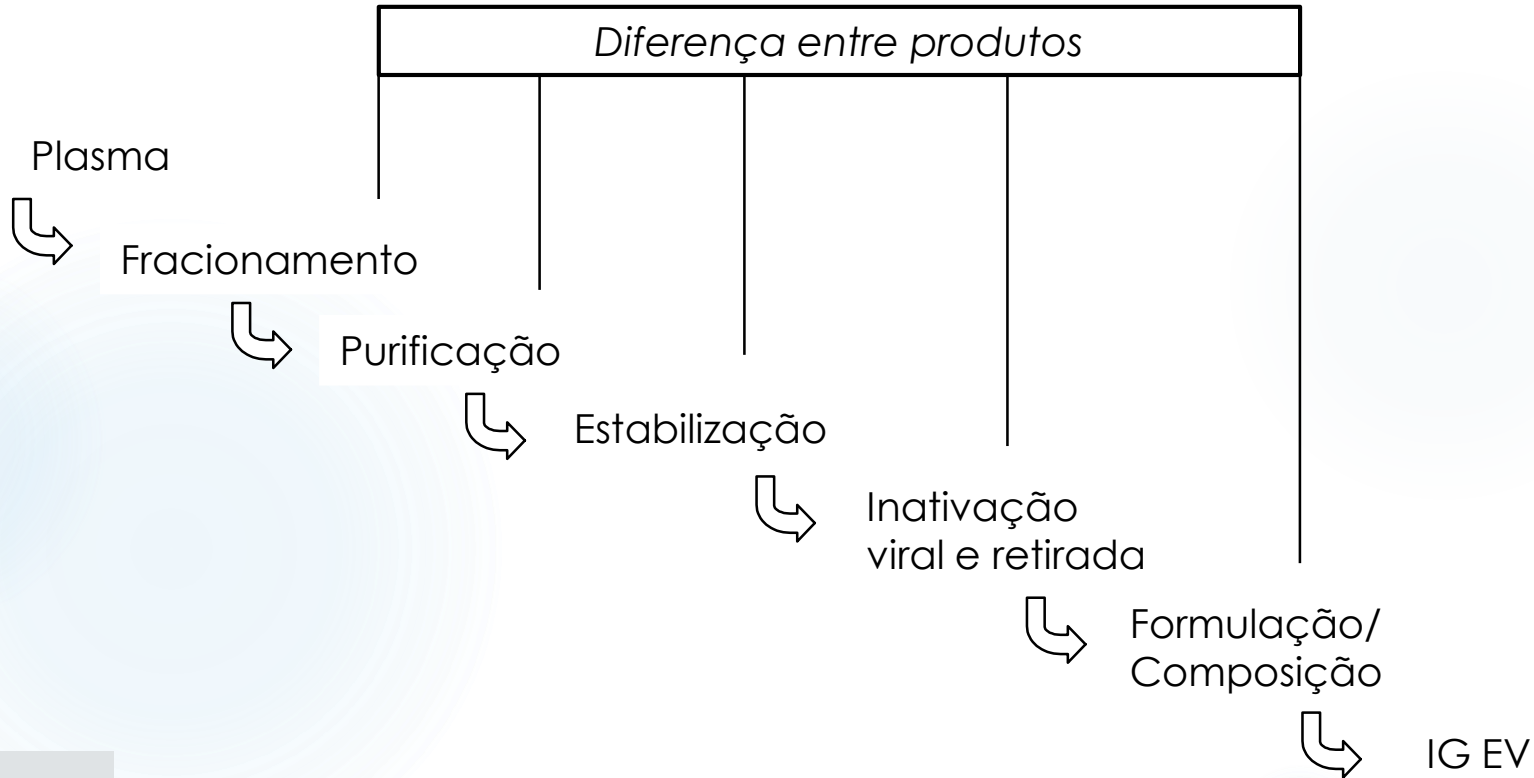 Diferença entre produtos
Plasma
Fracionamento
Purificação
Estabilização
Inativação
viral e retirada
Formulação/
Composição
IG EV